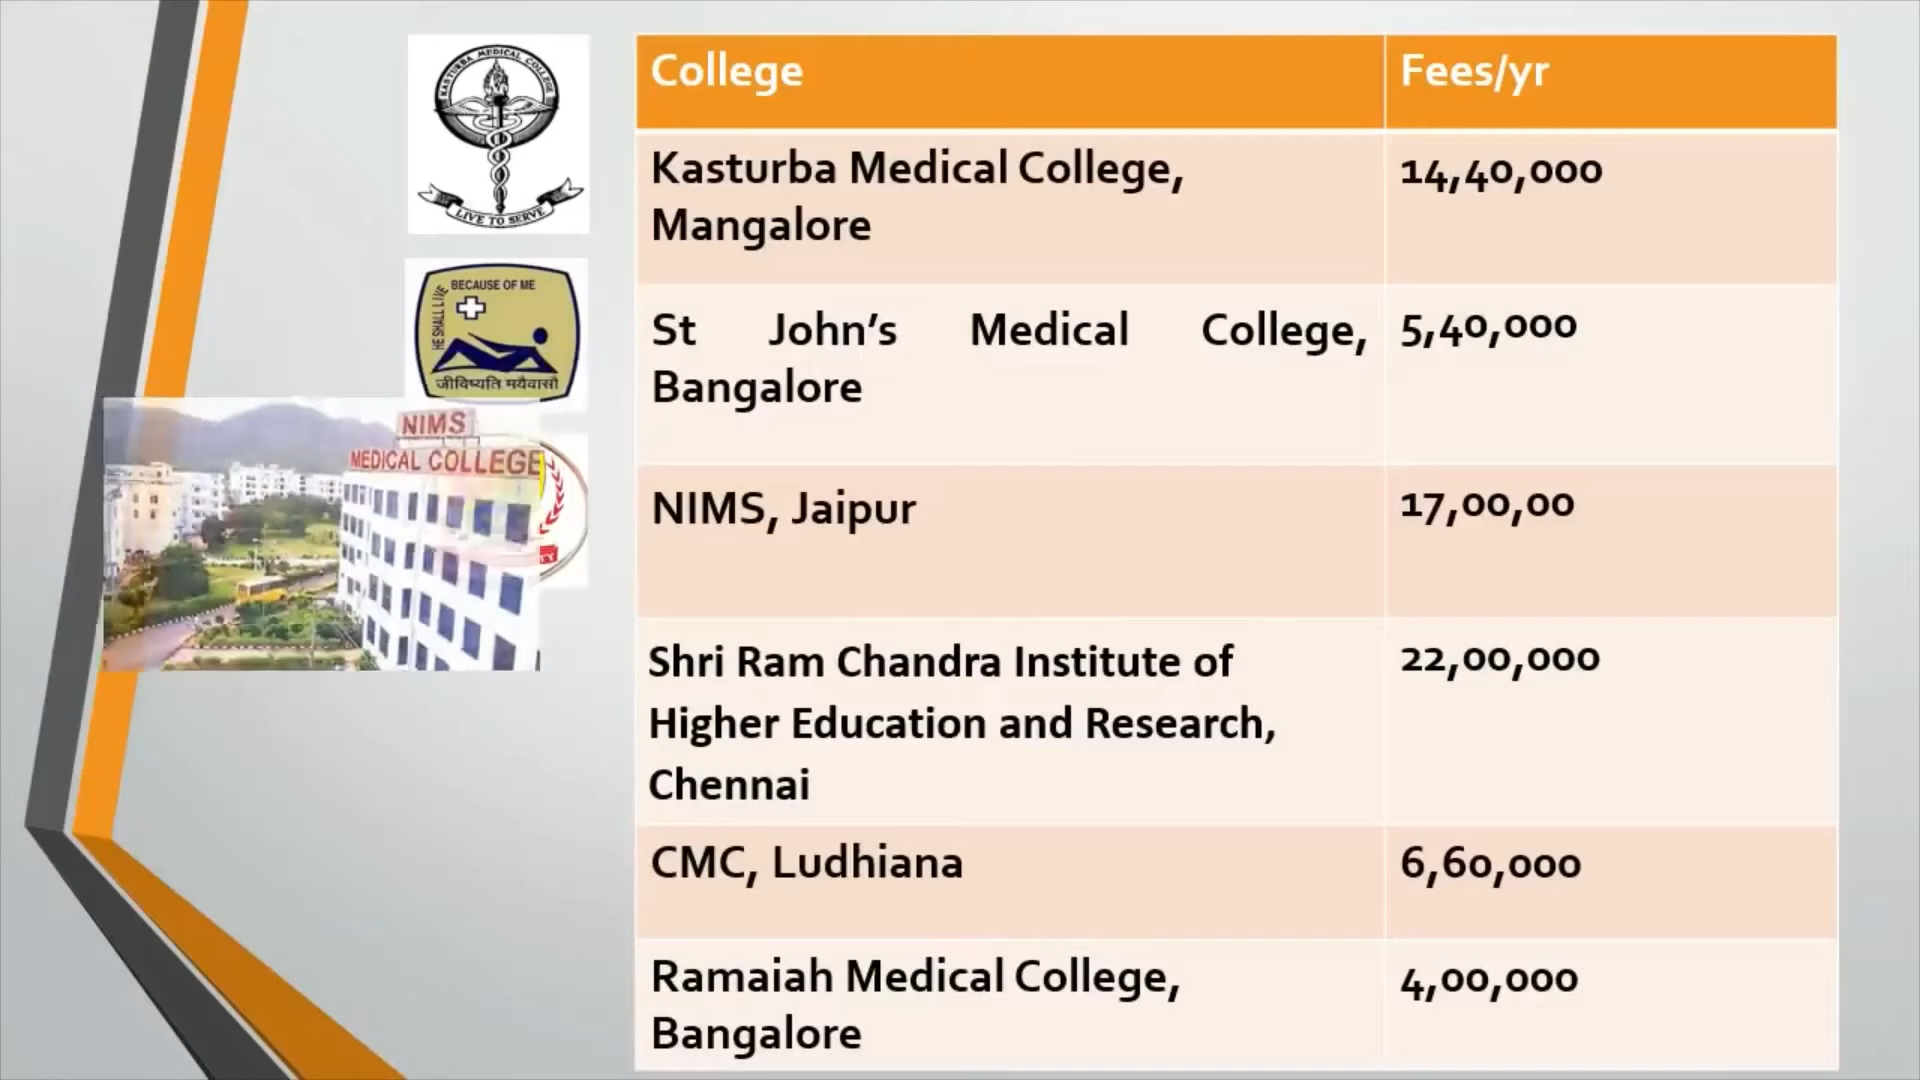 KASTURBA MEDICAL COLLEGE
LIVE TO SERVE
HE SHALL LIVE
BECAUSE OF ME
जीविष्यति मयैवासौ
NIMS
MEDICAL COLLEGE
College Fees/yr
Kasturba Medical College, 14,40,000
Mangalore
St John’s Medical College, 5,40,000
Bangalore
NIMS, Jaipur 17,00,00
Shri Ram Chandra Institute of 22,00,000
Higher Education and Research,
Chennai
CMC, Ludhiana 6,60,000
Ramaiah Medical College, 4,00,000
Bangalore